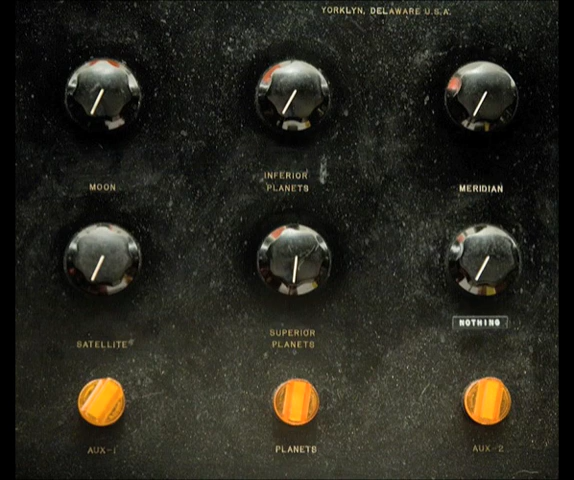 YORKLYN, DELAWARE U.S.A.
MOON
INFERIOR
PLANETS
MERIDIAN
SATELLITE
SUPERIOR
PLANETS
NOTHING
AUX-1
PLANETS
AUX-2